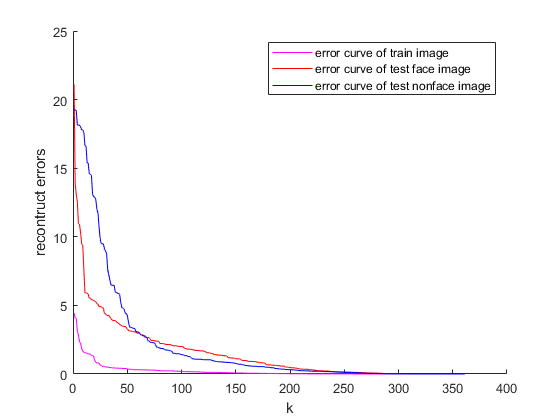 25
20
15
10
5
0
recontruct errors
error curve of train image
error curve of test face image
error curve of test nonface image
0 50 100 150 200 250 300 350 400
k